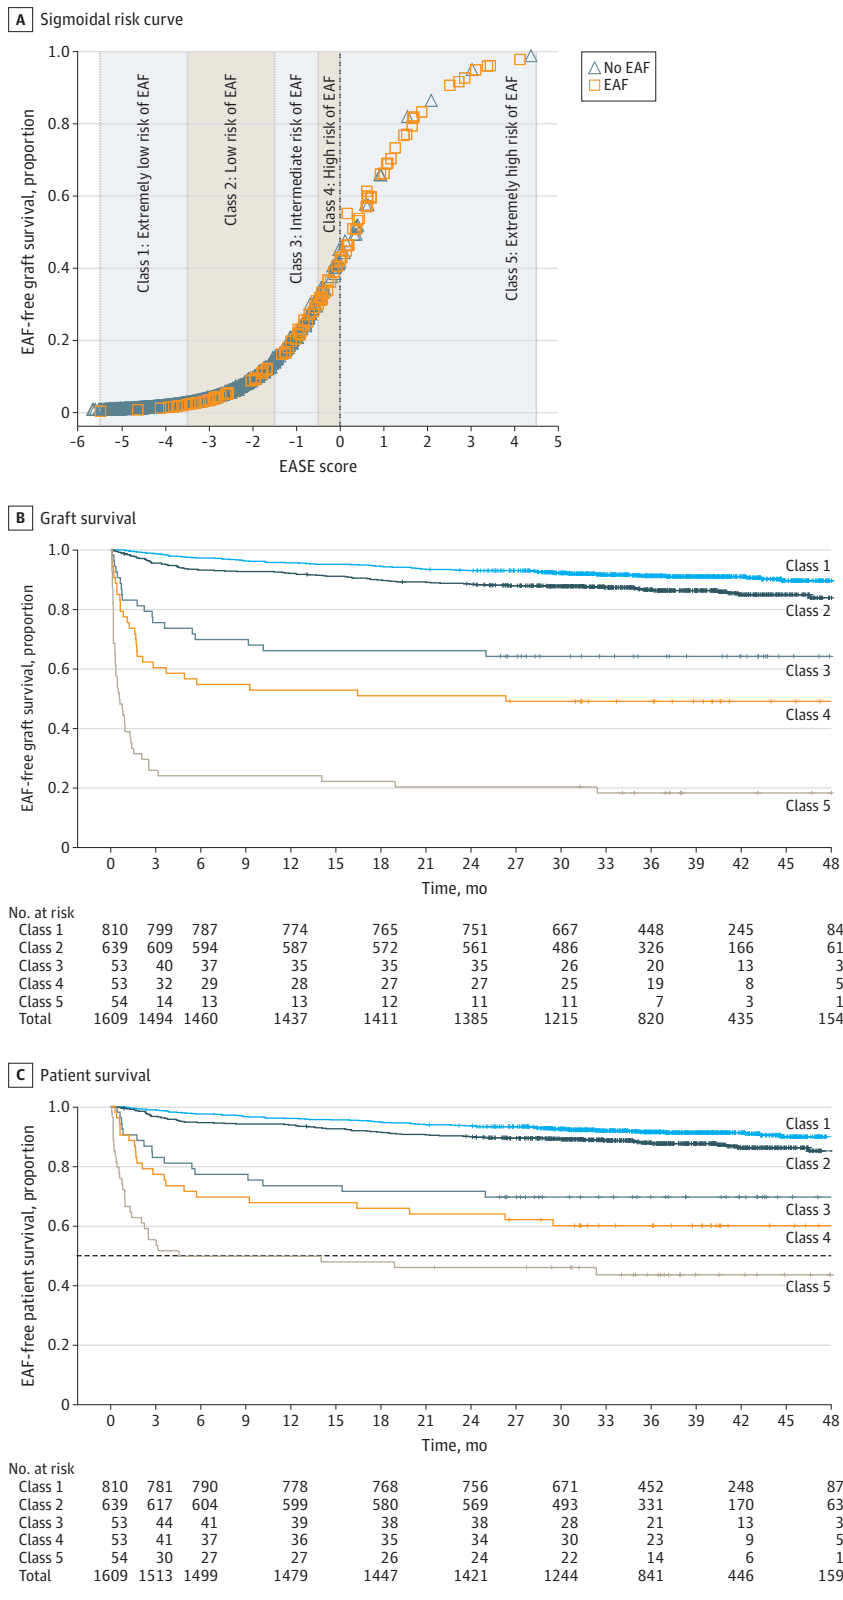 A Sigmoidal risk curve
EAF-free graft survival, proportion
1.0
0.8
0.6
0.4
0.2
0
Class 1: Extremely low risk of EAF
Class 2: Low risk of EAF
Class 3: Intermediate risk of EAF
Class 4: High risk of EAF
Class 5: Extremely high risk of EAF
No EAF
EAF
-6 -5 -4 -3 -2 -1 0 1 2 3 4 5
EASE score
B Graft survival
EAF-free graft survival, proportion
1.0
0.8
0.6
0.4
0.2
0
Class 1
Class 2
Class 3
Class 4
Class 5
0 3 6 9 12 15 18 21 24 27 30 33 36 39 42 45 48
Time, mo
No. at risk
Class 1 810 799 787 774 765 751 667 448 245 84
Class 2 639 609 594 587 572 561 486 326 166 61
Class 3 53 40 37 35 35 35 26 20 13 3
Class 4 53 32 29 28 27 27 25 19 8 5
Class 5 54 14 13 13 12 11 11 7 3 1
Total 1609 1494 1460 1437 1411 1385 1215 820 435 154
C Patient survival
EAF-free patient survival, proportion
1.0
0.8
0.6
0.4
0.2
0
Class 1
Class 2
Class 3
Class 4
Class 5
0 3 6 9 12 15 18 21 24 27 30 33 36 39 42 45 48
Time, mo
No. at risk
Class 1 810 781 790 778 768 756 671 452 248 87
Class 2 639 617 604 599 580 569 493 331 170 63
Class 3 53 44 41 39 38 38 28 21 13 3
Class 4 53 41 37 36 35 34 30 23 9 5
Class 5 54 30 27 27 26 24 22 14 6 1
Total 1609 1513 1499 1479 1447 1421 1244 841 446 159